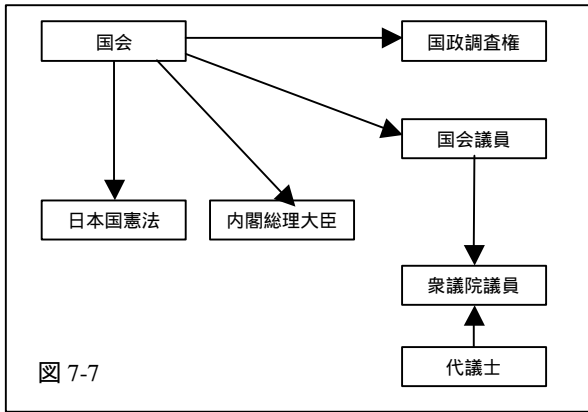 国会
国政調査権
国会議員
日本国憲法
内閣総理大臣
衆議院議員
代議士
図 7-7